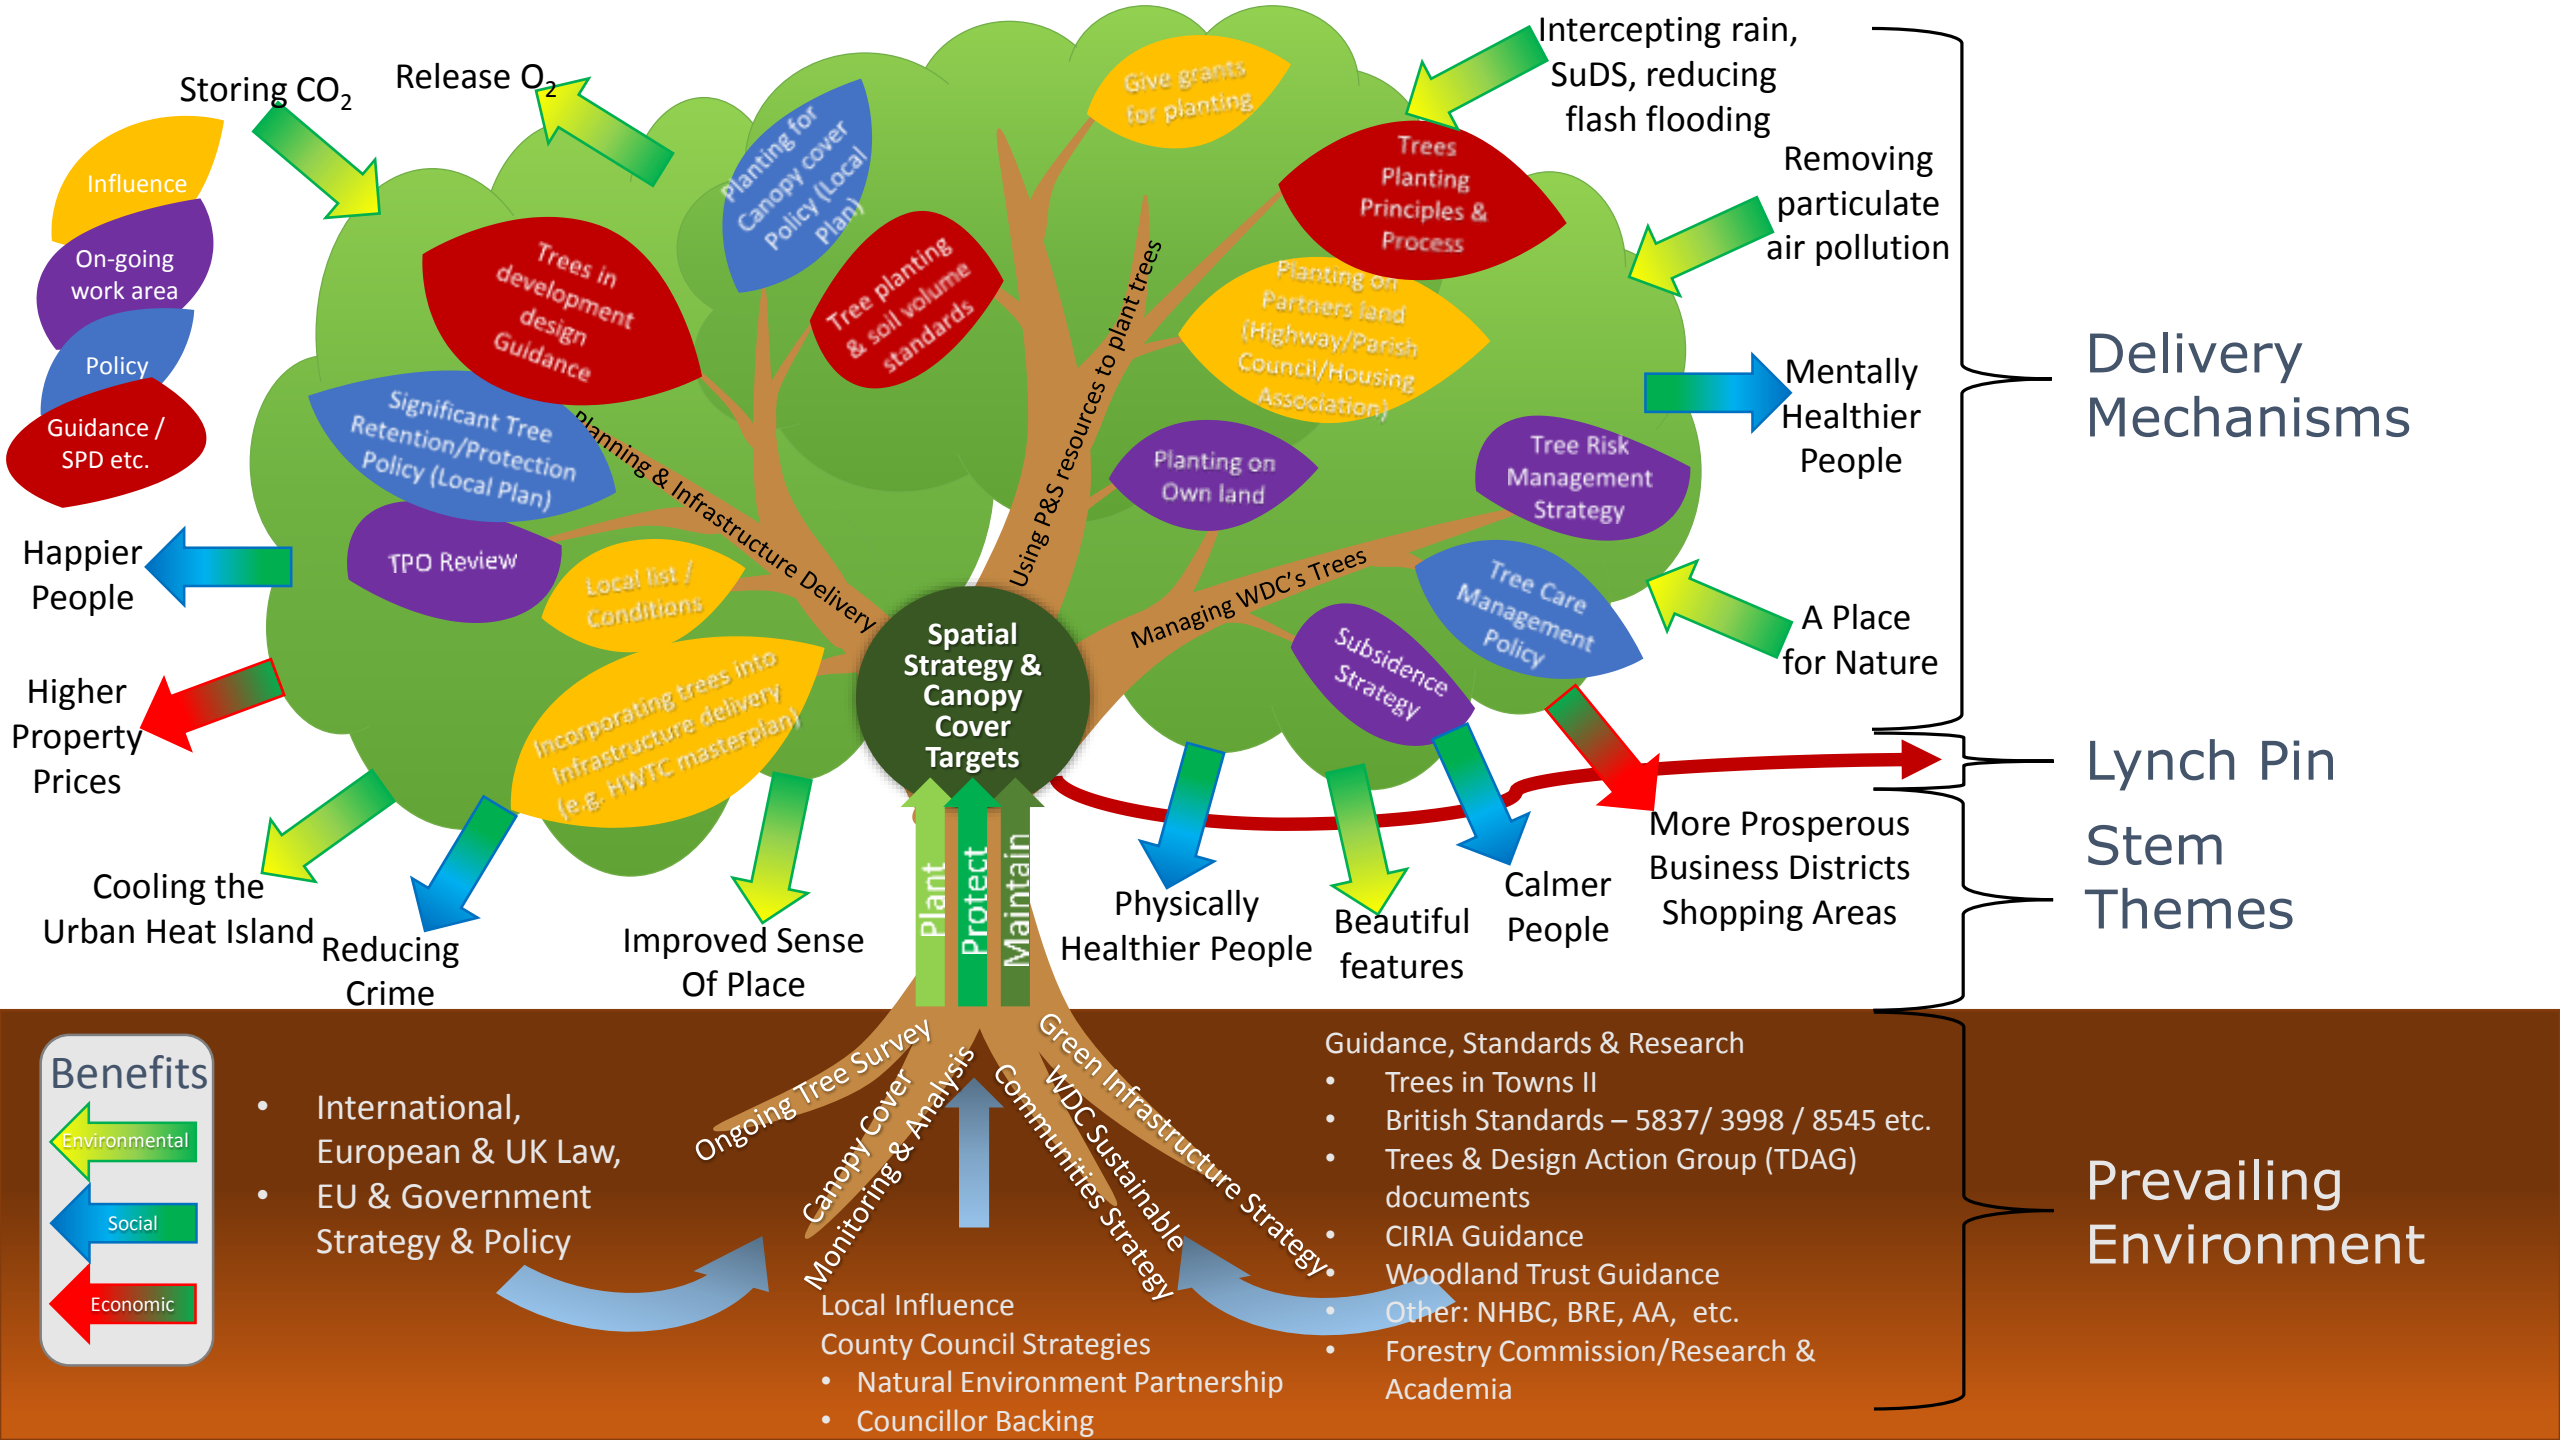 Storing CO2
Release O2
Intercepting rain,
SuDS, reducing
flash flooding
Removing
particulate
air pollution
Mentally
Healthier
People
A Place
for Nature
Influence
On-going
work area
Policy
Guidance /
SPD etc.
Happier
People
Higher
Property
Prices
Cooling the
Urban Heat Island
Reducing
Crime
Improved Sense
Of Place
Physically
Healthier People
Beautiful
features
Calmer
People
More Prosperous
Business Districts
Shopping Areas
Trees in
development
design
Guidance
Planting for
Canopy cover
Policy (Local
Plan)
Tree planting
& soil volume
standards
Give grants
for planting
Trees
Planting
Principles &
Process
Planting on
Partners land
(Highway/Parish
Council/Housing
Association)
Planting on
Own land
Tree Risk
Management
Strategy
Tree Care
Management
Policy
Subsidence
Strategy
Significant Tree
Retention/Protection
Policy (Local Plan)
TPO Review
Local list /
Conditions
Incorporating trees into
Infrastructure delivery
(e.g. HWTC masterplan)
Planning & Infrastructure Delivery
Using P&S resources to plant trees
Managing WDC's Trees
Spatial
Strategy &
Canopy
Cover
Targets
Plant
Protect
Maintain
Delivery
Mechanisms
Lynch Pin
Stem
Themes
Prevailing
Environment
Benefits
Environmental
Social
Economic
• International,
European & UK Law,
• EU & Government
Strategy & Policy
Ongoing Tree Survey
Canopy Cover
Monitoring & Analysis
WDC Sustainable
Communities Strategy
Green Infrastructure Strategy
Local Influence
County Council Strategies
• Natural Environment Partnership
• Councillor Backing
Guidance, Standards & Research
• Trees in Towns II
• British Standards – 5837/ 3998 / 8545 etc.
• Trees & Design Action Group (TDAG)
documents
• CIRIA Guidance
• Woodland Trust Guidance
• Other: NHBC, BRE, AA, etc.
• Forestry Commission/Research &
Academia